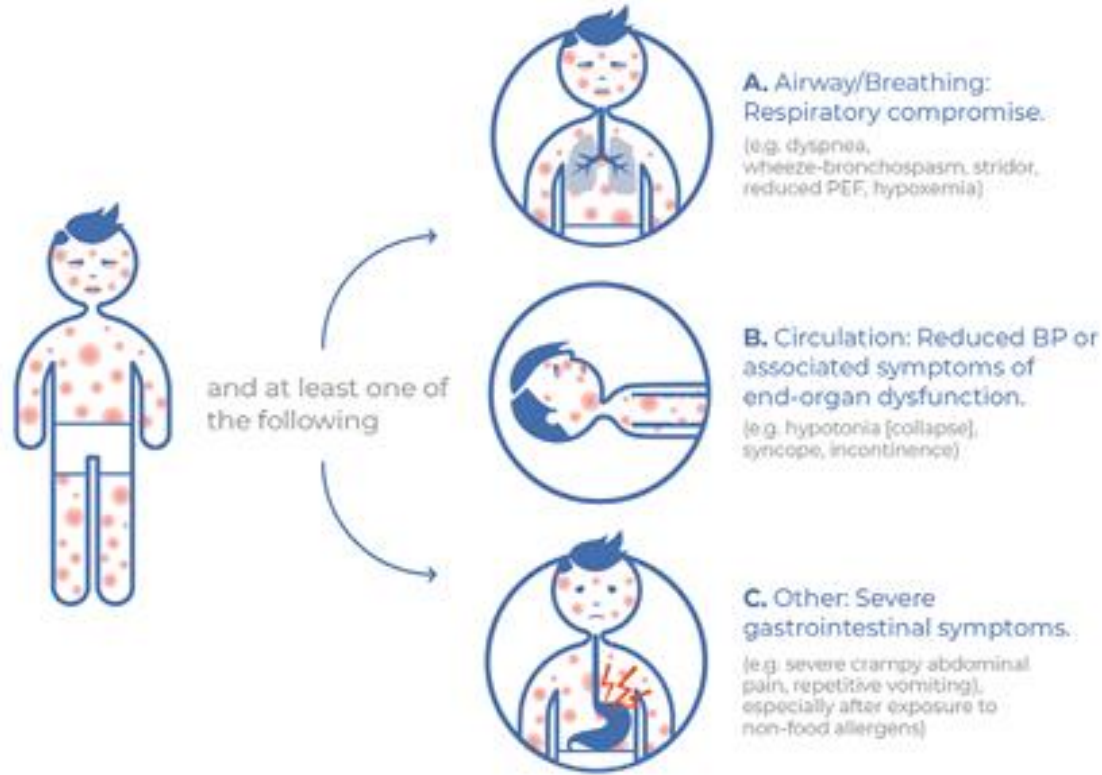 A. Airway/Breathing:
Respiratory compromise.
(e.g. dyspnea,
wheeze-bronchospasm, stridor,
reduced PEF, hypoxemia)
and at least one of
the following
B. Circulation: Reduced BP or
associated symptoms of
end-organ dysfunction.
(e.g. hypotonia [collapse],
syncope, incontinence)
C. Other: Severe
gastrointestinal symptoms.
(e.g. severe crampy abdominal
pain, repetitive vomiting),
especially after exposure to
non-food allergens)